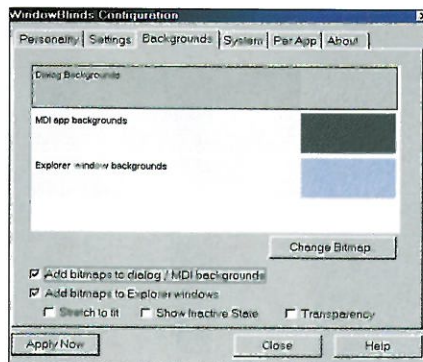 WindowBlinds Configuration
Personality Settings Backgrounds System Per App About
Dialog Backgrounds
MDI app backgrounds
Explorer window backgrounds
Change Bitmap
Add bitmaps to dialog / MDI backgrounds
Add bitmaps to Explorer windows
Stretch to fit Show Inactive State Transparency
Apply Now Close Help